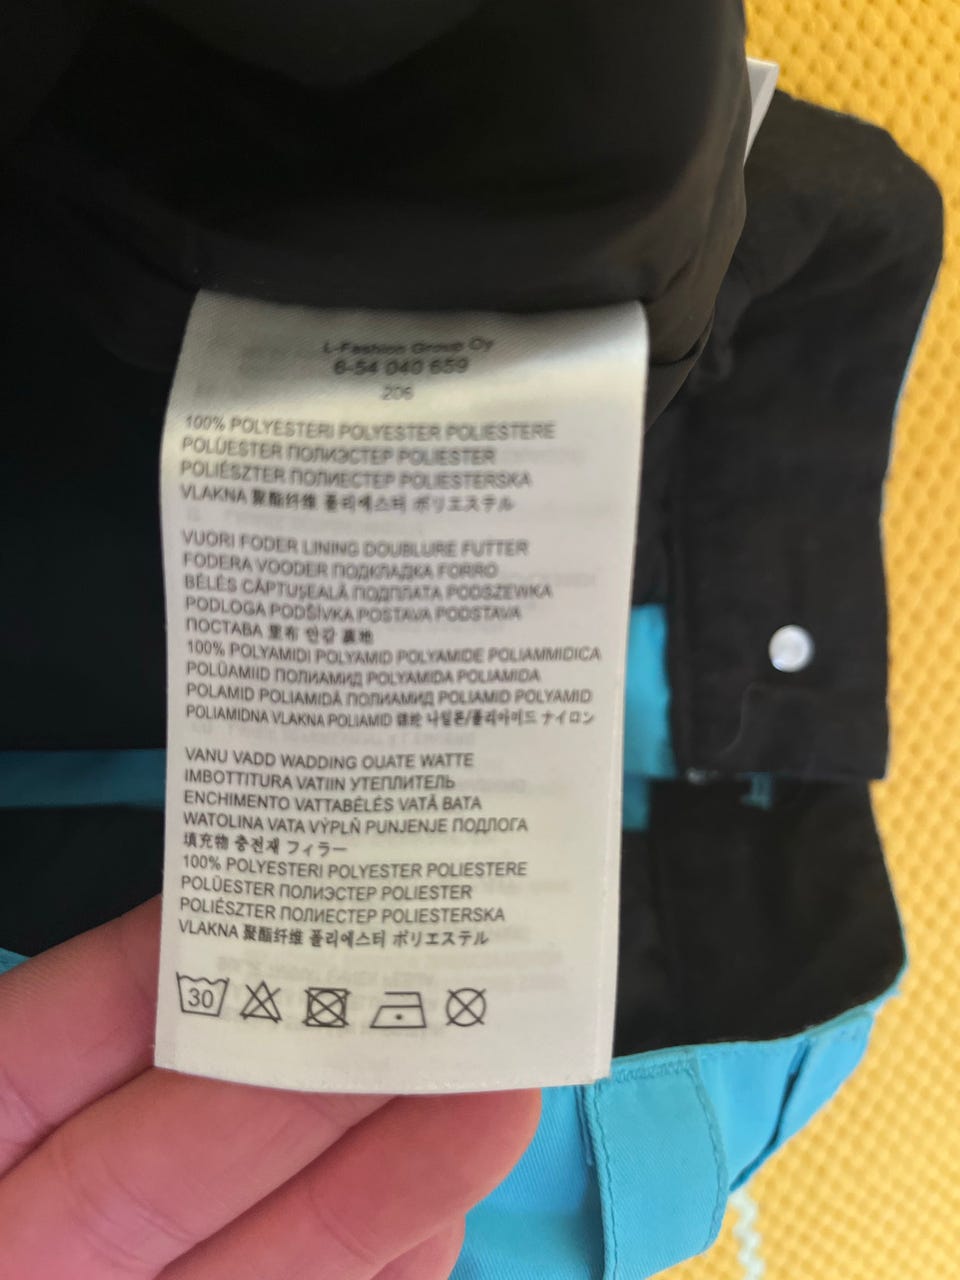 L-Fashion Group Oy
6-54 040 659
206
100% POLYESTERI POLYESTER POLIESTERE
POLÜESTER ПОЛИЭСТЕР POLIESTER
POLIÉSZTER ПОЛИЕСТЕР POLIESTERSKA
VLAKNA 聚酯纤维 폴리에스터 ポリエステル
VUORI FODER LINING DOUBLURE FUTTER
FODERA VOODER ПОДКЛАДКА FORRO
BÉLÉS CĂPTUŞEALĂ ПОДПЛАТА PODSZEWKA
PODLOGA PODŠÍVKA POSTAVA PODSTAVA
ПОСТАВА 里布 안감 裏地
100% POLYAMIDI POLYAMID POLYAMIDE POLIAMMIDICA
POLÜAMIID ПОЛИАМИД POLYAMIDA POLIAMIDA
POLAMID POLIAMIDĂ ПОЛИАМИД POLIAMID POLYAMID
POLIAMIDNA VLAKNA POLIAMID 锦纶 나일론/폴리아미드 ナイロン
VANU VADD WADDING OUATE WATTE
IMBOTTITURA VATIIN УТЕПЛИТЕЛЬ
ENCHIMENTO VATTABÉLÉS VATĂ BATA
WATOLINA VATA VÝPLŇ PUNJENJE ПОДЛОГА
填充物 충전재 フィラー
100% POLYESTERI POLYESTER POLIESTERE
POLÜESTER ПОЛИЭСТЕР POLIESTER
POLIÉSZTER ПОЛИЕСТЕР POLIESTERSKA
VLAKNA 聚酯纤维 폴리에스터 ポリエステル
30